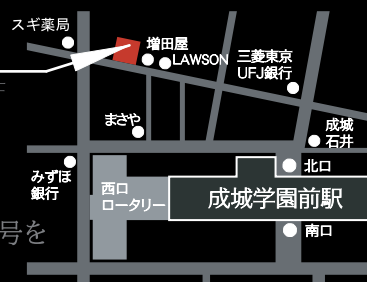 スギ薬局
増田屋
LAWSON
三菱東京
UFJ銀行
まさや
成城
石井
みずほ
銀行
西口
ロータリー
北口
成城学園前駅
南口
号を